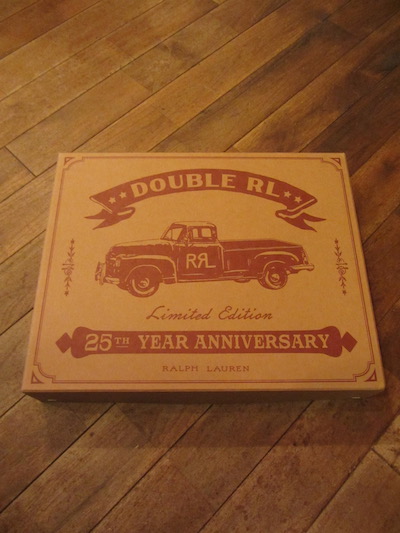 DOUBLE RL
RRL
Limited Edition
25TH YEAR ANNIVERSARY
RALPH LAUREN